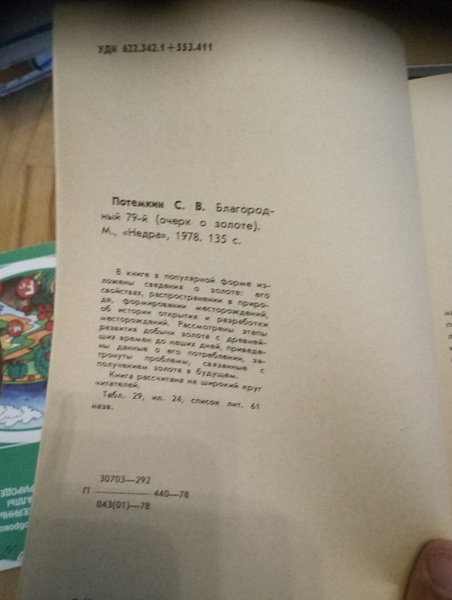 УДК 622.342.1+553.411
Потемкин С. В. Благород-
ный 79-й (очерк о золоте).
М., «Недра», 1978, 135 с.
В книге в популярной форме из-
ложены сведения о золоте: его
свойствах, распространении в приро-
де, формировании месторождений,
об истории открытия и разработки
месторождений. Рассмотрены этапы
развития добычи золота с древней-
ших времен до наших дней, приведе-
ны данные о его потреблении, за-
тронуты проблемы, связанные с
получением золота в будущем.
Книга рассчитана на широкий круг
читателей.
Табл. 29, ил. 24, список лит. 61
назв.
30703—292
П ———— 440—78
043(01)—78